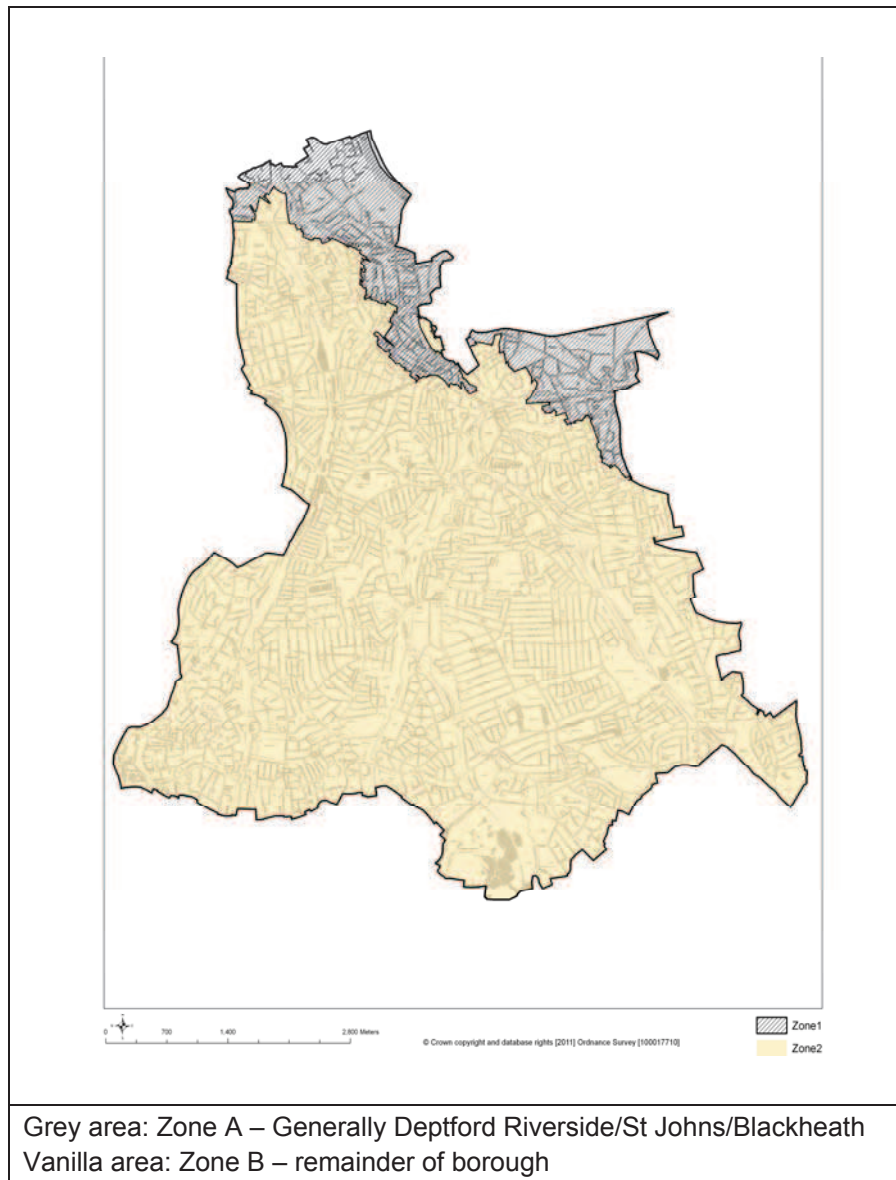 0 700 1,400 2,800 Meters
© Crown copyright and database rights [2011] Ordnance Survey [100017710]
Zone1
Zone2
Grey area: Zone A – Generally Deptford Riverside/St Johns/Blackheath
Vanilla area: Zone B – remainder of borough